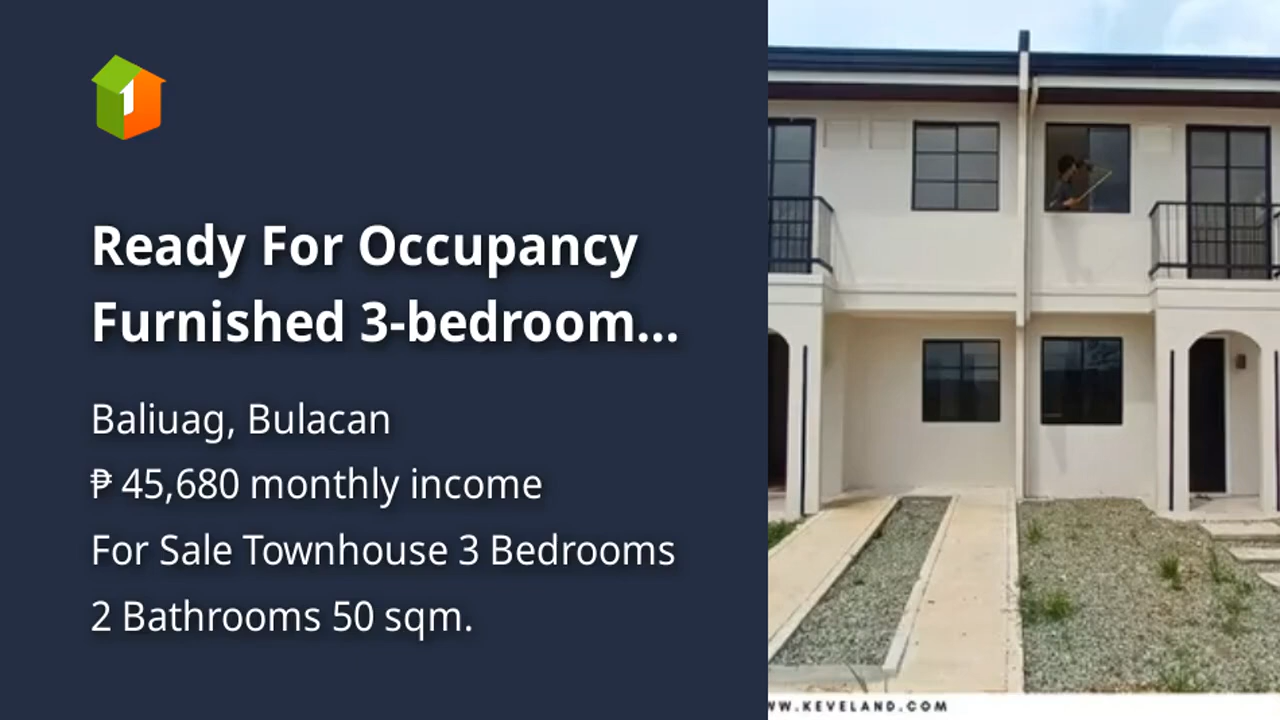 Ready For Occupancy
Furnished 3-bedroom...
Baliuag, Bulacan
₱ 45,680 monthly income
For Sale Townhouse 3 Bedrooms
2 Bathrooms 50 sqm.
WW.KEVELAND.COM